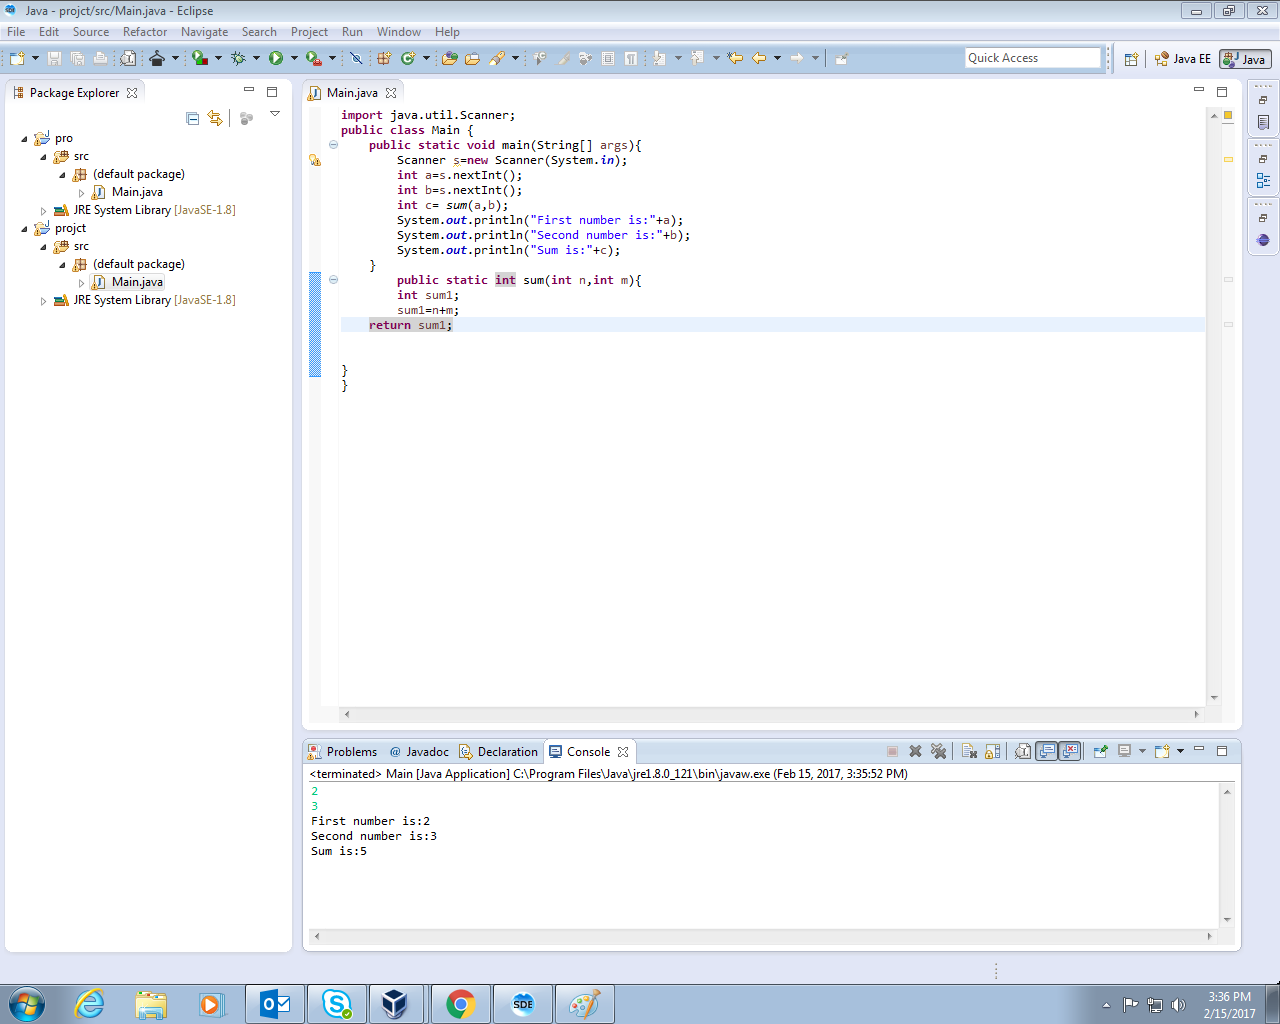 Java - projct/src/Main.java - Eclipse
File Edit Source Refactor Navigate Search Project Run Window Help
Quick Access
Java EE
Java
Package Explorer
pro
src
(default package)
Main.java
JRE System Library [JavaSE-1.8]
projct
src
(default package)
Main.java
JRE System Library [JavaSE-1.8]
Main.java
import java.util.Scanner;
public class Main {
public static void main(String[] args){
Scanner s=new Scanner(System.in);
int a=s.nextInt();
int b=s.nextInt();
int c= sum(a,b);
System.out.println("First number is:"+a);
System.out.println("Second number is:"+b);
System.out.println("Sum is:"+c);
}
public static int sum(int n,int m){
int sum1;
sum1=n+m;
return sum1;
}
}
Problems @ Javadoc Declaration Console
<terminated> Main [Java Application] C:\Program Files\Java\jre1.8.0_121\bin\javaw.exe (Feb 15, 2017, 3:35:52 PM)
2
3
First number is:2
Second number is:3
Sum is:5
SDE
3:36 PM
2/15/2017